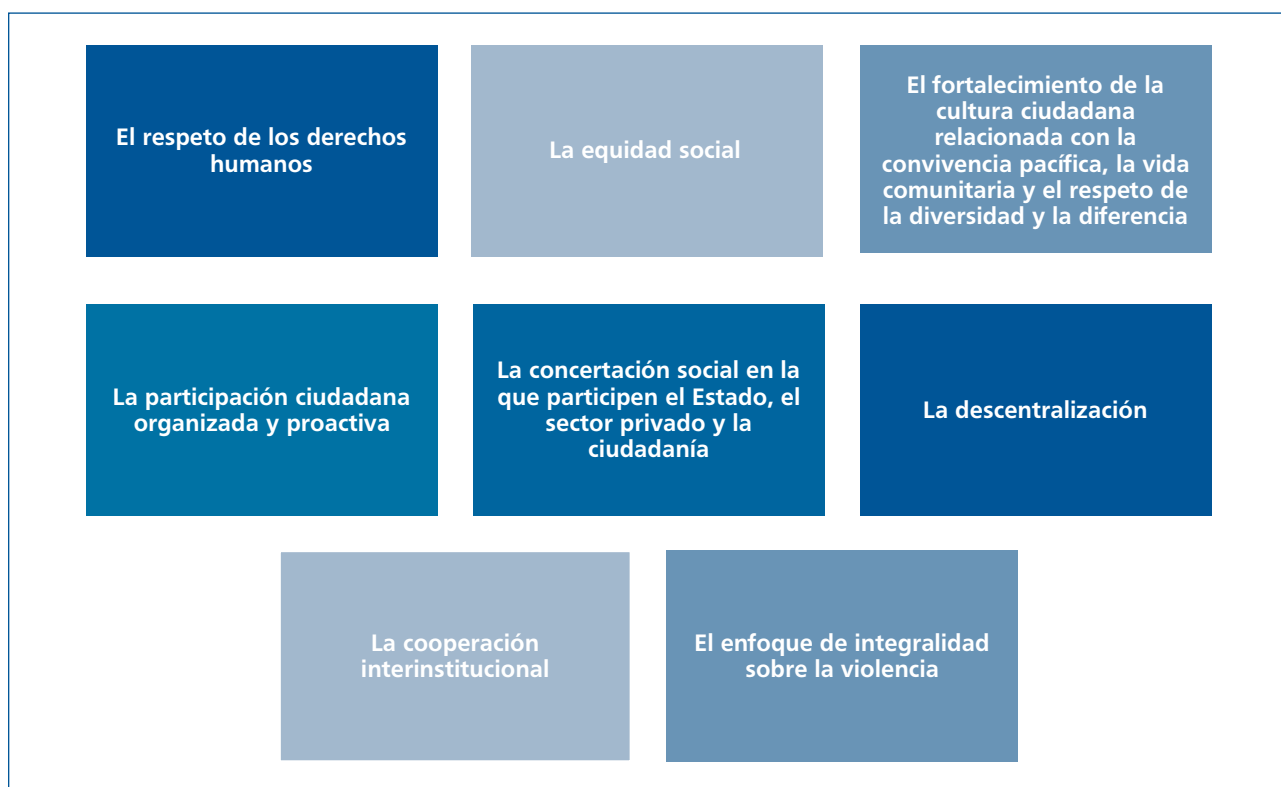 El respeto de los derechos
humanos
La equidad social
El fortalecimiento de la
cultura ciudadana
relacionada con la
convivencia pacífica, la vida
comunitaria y el respeto de
la diversidad y la diferencia
La participación ciudadana
organizada y proactiva
La concertación social en la
que participen el Estado, el
sector privado y la
ciudadanía
La descentralización
La cooperación
interinstitucional
El enfoque de integralidad
sobre la violencia